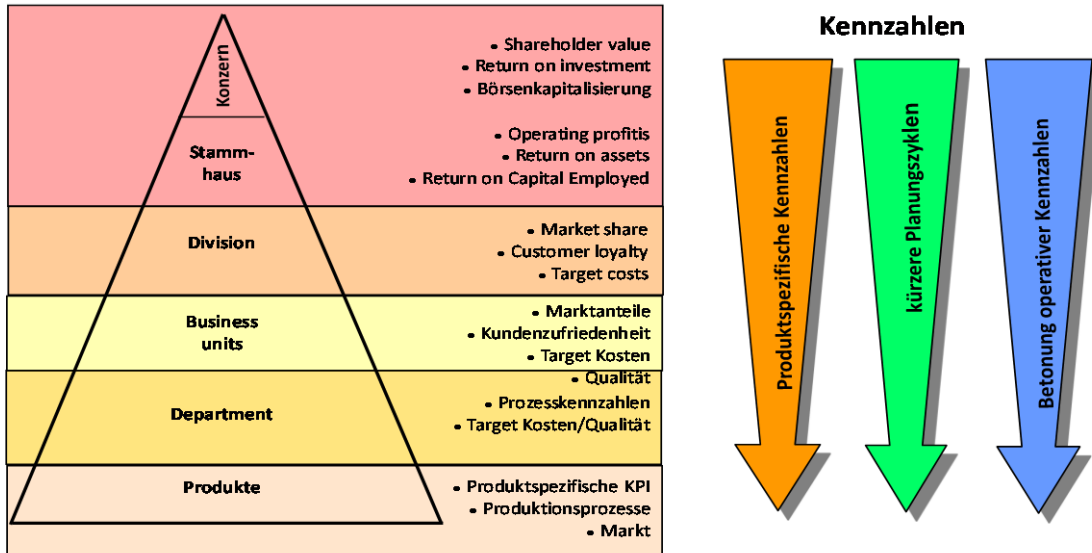 Konzern
• Shareholder value
• Return on investment
• Börsenkapitalisierung
Stamm-
haus
• Operating profitis
• Return on assets
• Return on Capital Employed
Division
• Market share
• Customer loyalty
• Target costs
Business
units
• Marktanteile
• Kundenzufriedenheit
• Target Kosten
• Qualität
Department
• Prozesskennzahlen
• Target Kosten/Qualität
Produkte
• Produktspezifische KPI
• Produktionsprozesse
• Markt
Kennzahlen
Produktspezifische Kennzahlen
kürzere Planungszyklen
Betonung operativer Kennzahlen